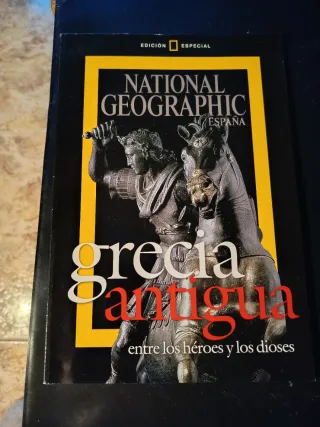 EDICIÓN ESPECIAL
NATIONAL
GEOGRAPHIC
ESPAÑA
grecia
antigua
entre los héroes y los dioses